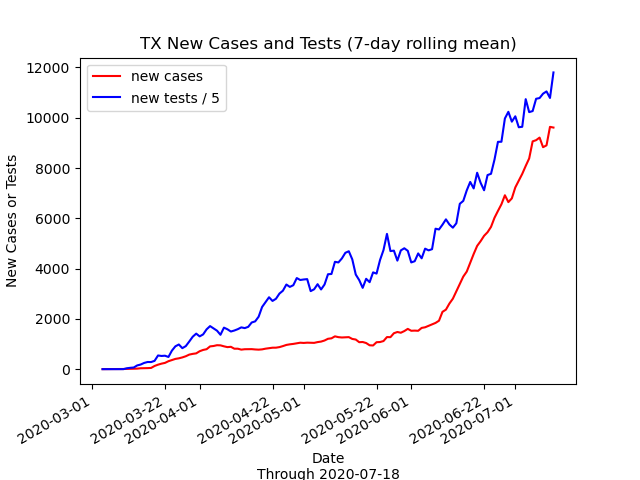 TX New Cases and Tests (7-day rolling mean)
new cases
new tests / 5
New Cases or Tests
12000
10000
8000
6000
4000
2000
0
2020-03-01
2020-03-22
2020-04-01
2020-04-22
2020-05-01
2020-05-22
2020-06-01
2020-06-22
2020-07-01
Date
Through 2020-07-18